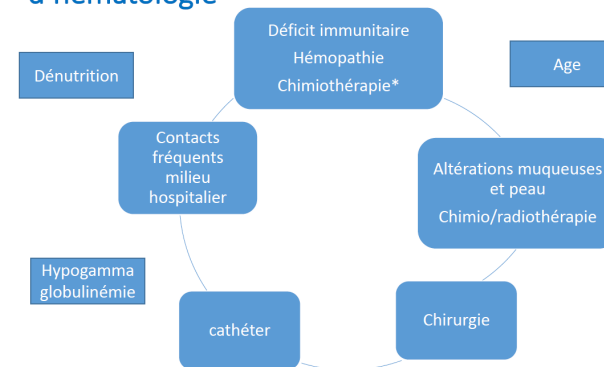 d'hématologie
Déficit immunitaire
Hémopathie
Chimiothérapie*
Dénutrition
Age
Contacts
fréquents
milieu
hospitalier
Altérations muqueuses
et peau
Chimio/radiothérapie
Hypogamma
globulinémie
cathéter
Chirurgie